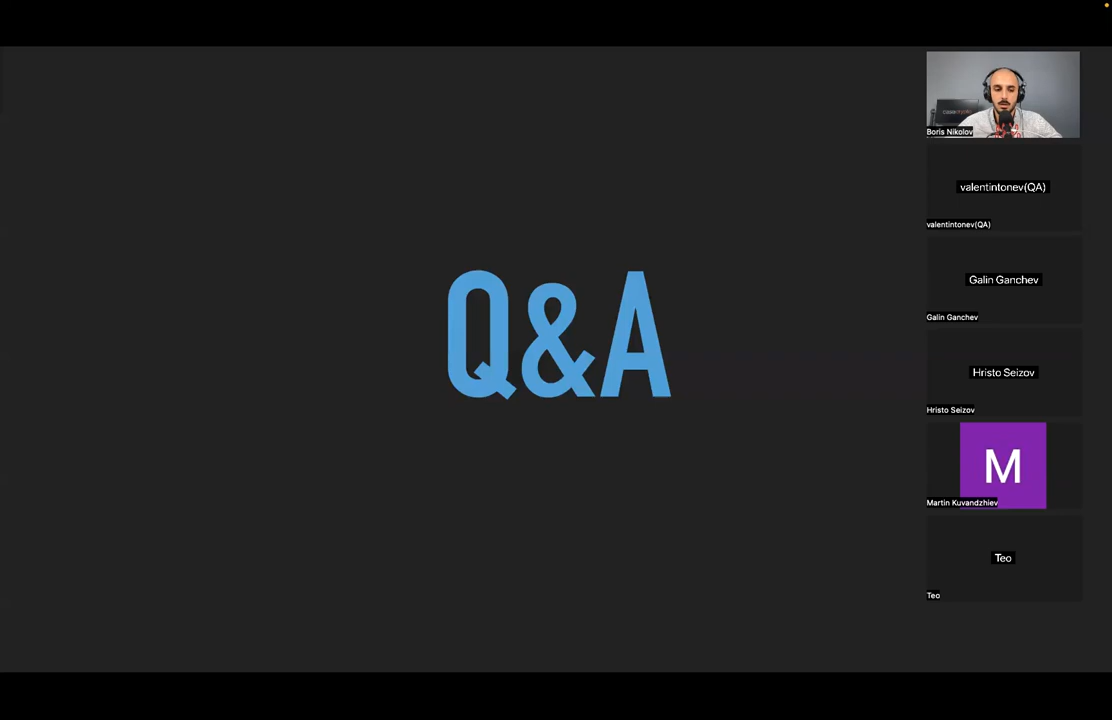 Q&A
Boris Nikolov
valentintonev(QA)
valentintonev(QA)
Galin Ganchev
Galin Ganchev
Hristo Seizov
Hristo Seizov
M
Martin Kuvandzhiev
Teo
Teo